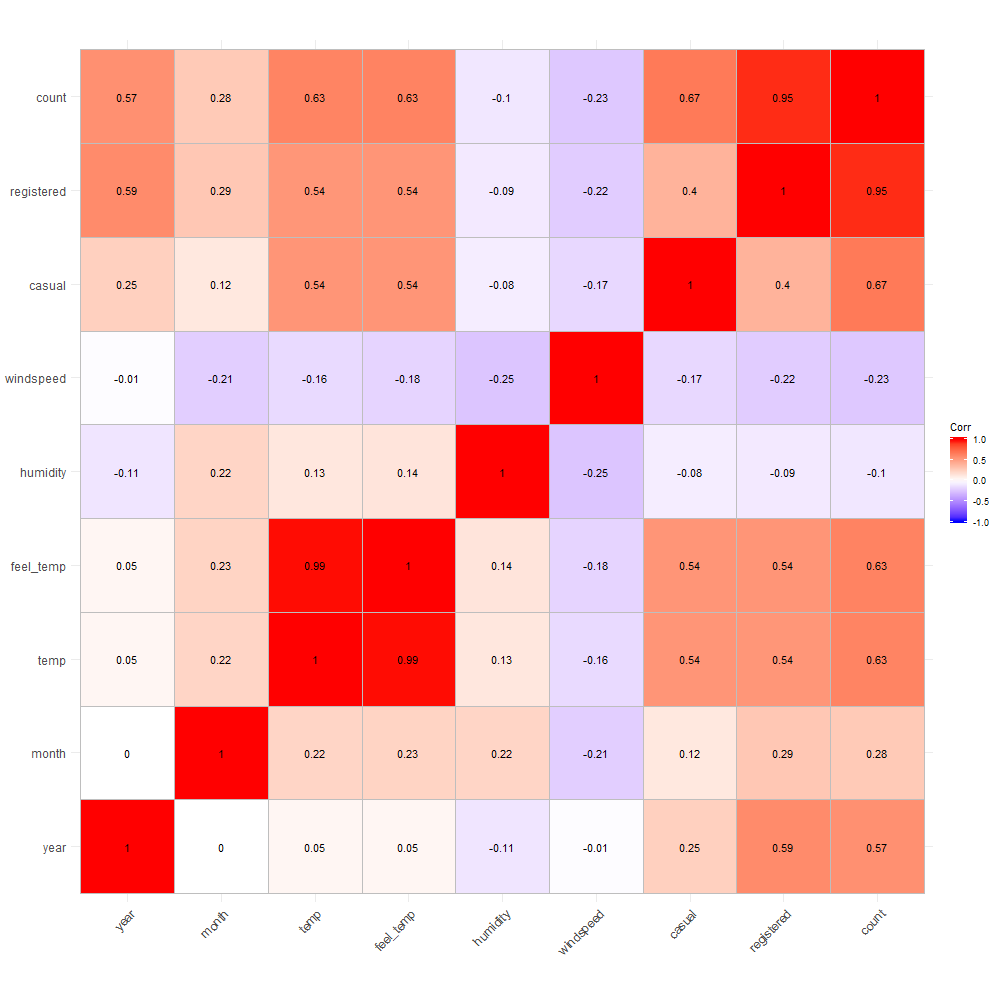 count 0.57 0.28 0.63 0.63 -0.1 -0.23 0.67 0.95 1
registered 0.59 0.29 0.54 0.54 -0.09 -0.22 0.4 1 0.95
casual 0.25 0.12 0.54 0.54 -0.08 -0.17 1 0.4 0.67
windspeed -0.01 -0.21 -0.16 -0.18 -0.25 1 -0.17 -0.22 -0.23
humidity -0.11 0.22 0.13 0.14 1 -0.25 -0.08 -0.09 -0.1
feel_temp 0.05 0.23 0.99 1 0.14 -0.18 0.54 0.54 0.63
temp 0.05 0.22 1 0.99 0.13 -0.16 0.54 0.54 0.63
month 0 1 0.22 0.23 0.22 -0.21 0.12 0.29 0.28
year 1 0 0.05 0.05 -0.11 -0.01 0.25 0.59 0.57
year month temp feel_temp humidity windspeed casual registered count
Corr
1.0
0.5
0.0
-0.5
-1.0